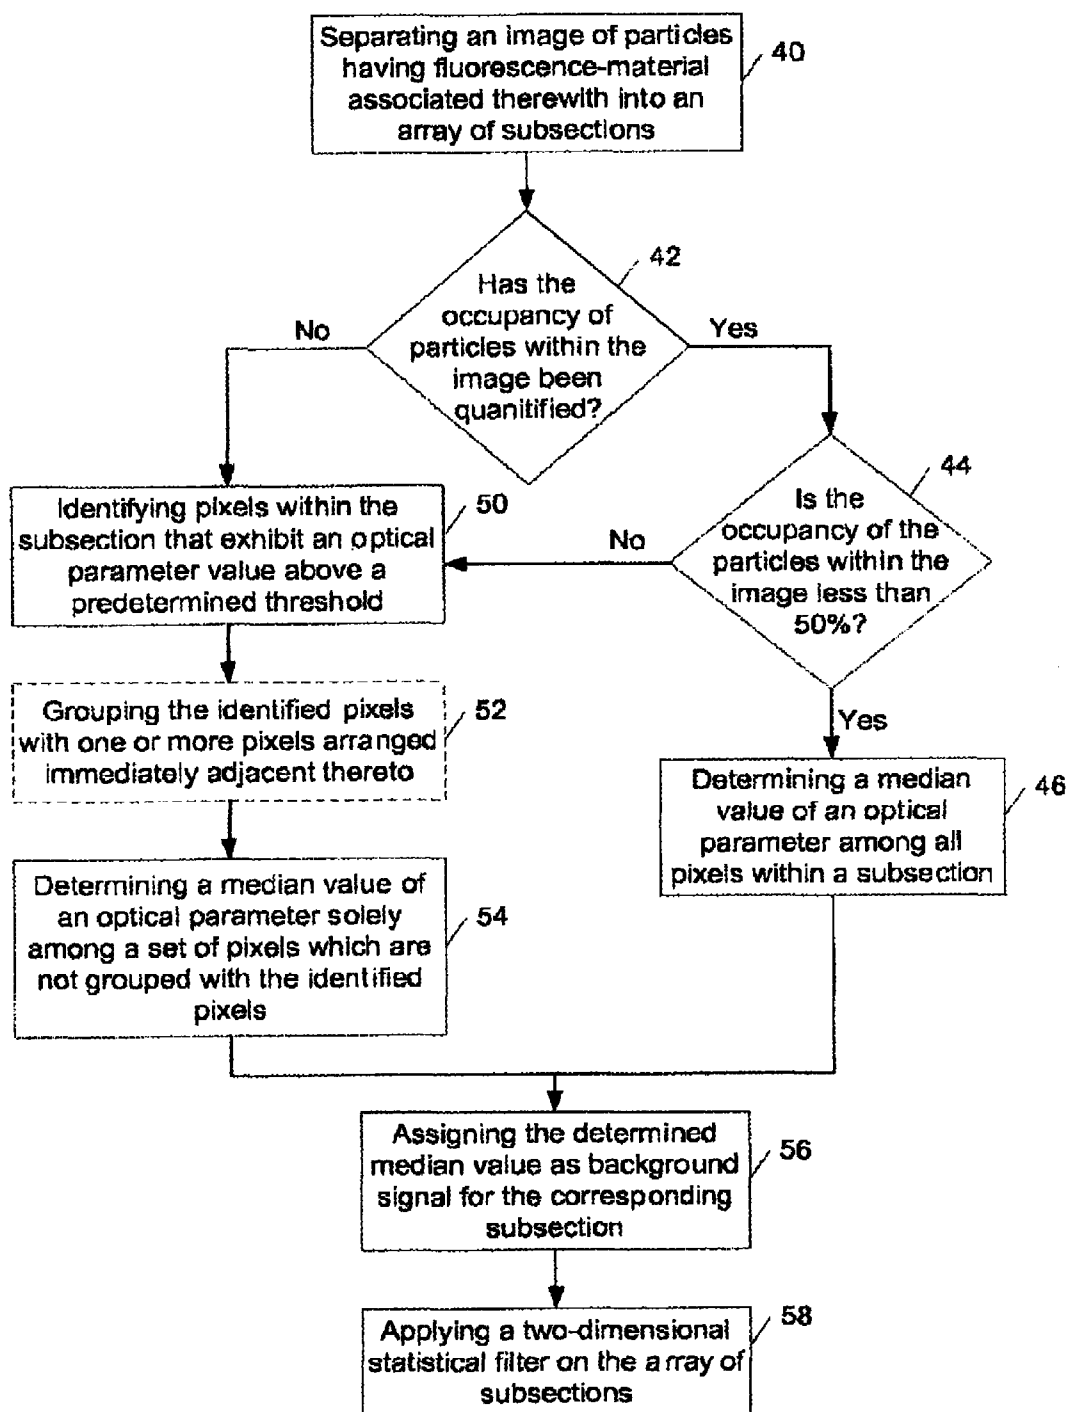 Separating an image of particles
having fluorescence-material
associated therewith into an
array of subsections
40
42
Has the
occupancy of
particles within the
image been
quanitified?
No
Yes
44
Is the
occupancy of the
particles within the
image less than
50%?
No
Yes
50
Identifying pixels within the
subsection that exhibit an optical
parameter value above a
predetermined threshold
52
Grouping the identified pixels
with one or more pixels arranged
immediately adjacent thereto
46
Determining a median
value of an optical
parameter among all
pixels within a subsection
54
Determining a median value of
an optical parameter solely
among a set of pixels which are
not grouped with the identified
pixels
56
Assigning the determined
median value as background
signal for the corresponding
subsection
58
Applying a two-dimensional
statistical filter on the array of
subsections